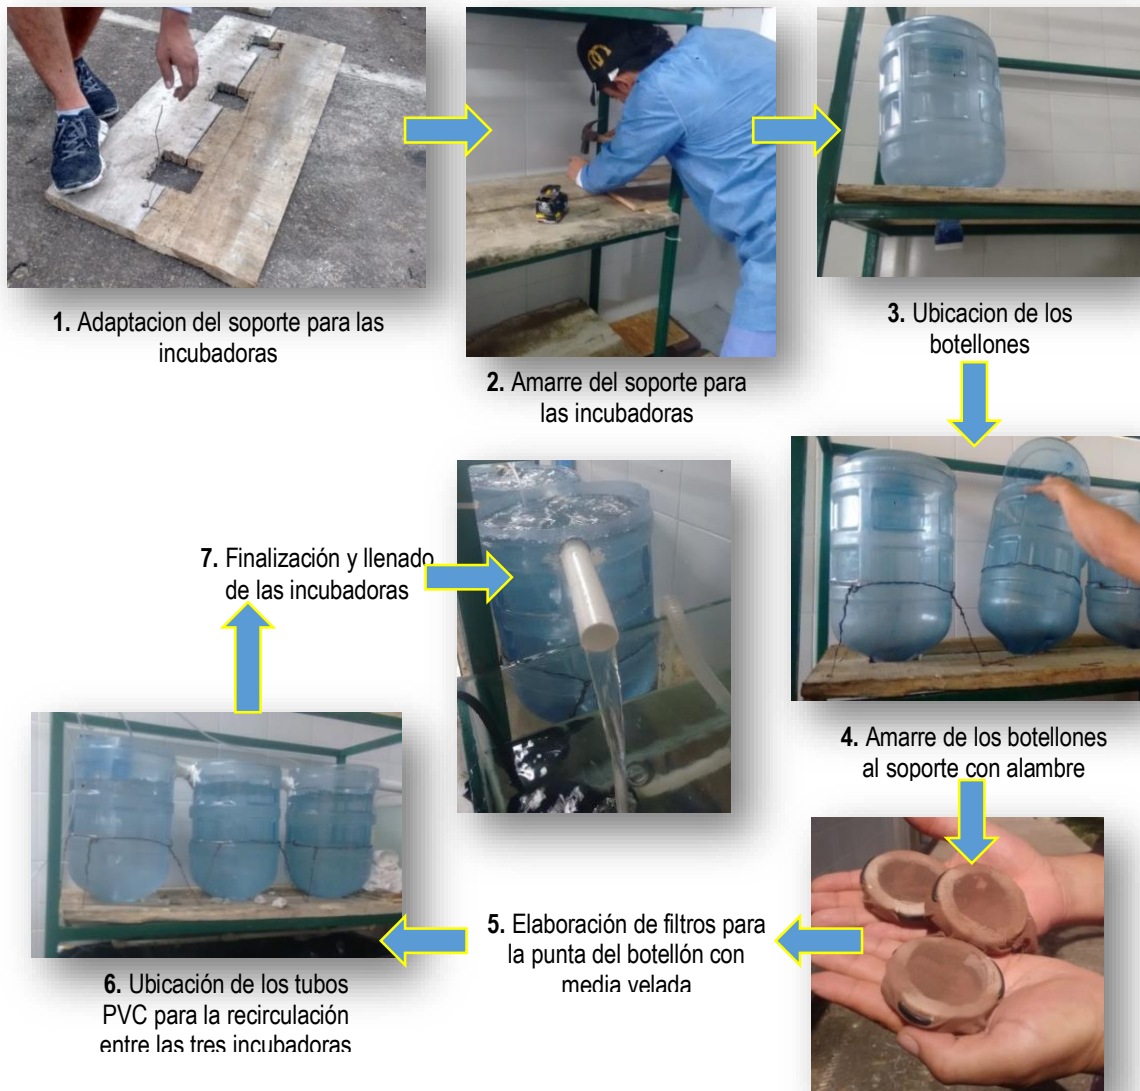 1. Adaptacion del soporte para las
incubadoras
2. Amarre del soporte para
las incubadoras
3. Ubicacion de los
botellones
4. Amarre de los botellones
al soporte con alambre
5. Elaboración de filtros para
la punta del botellón con
media velada
6. Ubicación de los tubos
PVC para la recirculación
entre las tres incubadoras
7. Finalización y llenado
de las incubadoras